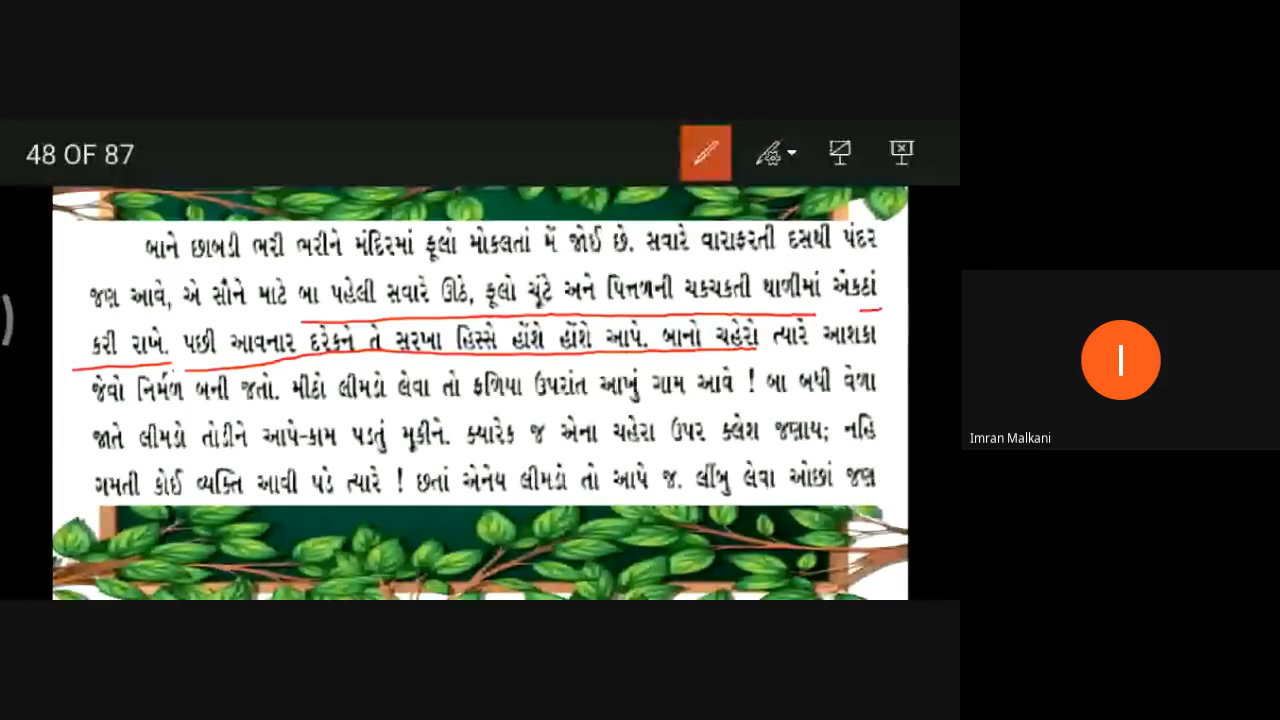 48 OF 87
બાને છાબડી ભરી ભરીને મંદિરમાં ફૂલો મોકલતાં મેં જોઈ છે. સવારે વારાફરતી દસથી પંદર
જણ આવે, એ સૌને માટે બા પહેલી સવારે ઊઠે, ફૂલો ચૂંટે અને પિત્તળની ચકચકતી થાળીમાં એકઠાં
કરી રાખે. પછી આવનાર દરેકને તે સરખા હિસ્સે હોંશે હોંશે આપે. બાનો ચહેરો ત્યારે આશકા
જેવો નિર્મળ બની જતો. મીઠો લીમડો લેવા તો ફળિયા ઉપરાંત આખું ગામ આવે ! બા બધી વેળા
જાતે લીમડો તોડીને આપે-કામ પડતું મૂકીને. ક્યારેક જ એના ચહેરા ઉપર ક્લેશ જણાય; નહિ
ગમતી કોઈ વ્યક્તિ આવી પડે ત્યારે ! છતાં એનેય લીમડો તો આપે જ. લીંબુ લેવા ઓછાં જણ
I
Imran Malkani